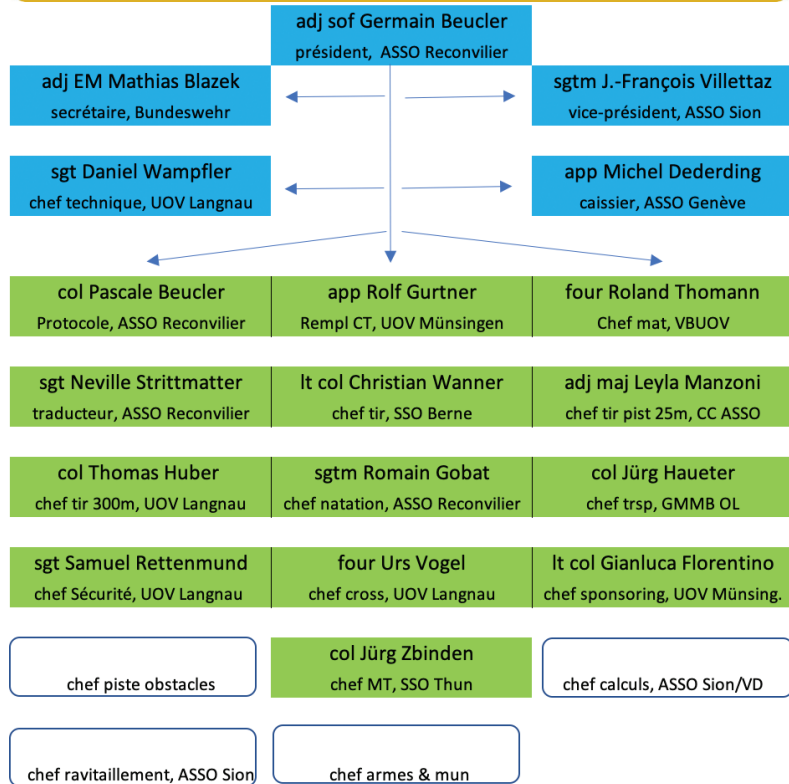 adj sof Germain Beucler
président, ASSO Reconvilier
adj EM Mathias Blazek
secrétaire, Bundeswehr
sgtm J.-François Villettaz
vice-président, ASSO Sion
sgt Daniel Wampfler
chef technique, UOV Langnau
app Michel Dederding
caissier, ASSO Genève
col Pascale Beucler
Protocole, ASSO Reconvilier
app Rolf Gurtner
Rempl CT, UOV Münsingen
four Roland Thomann
Chef mat, VBUOV
sgt Neville Strittmatter
traducteur, ASSO Reconvilier
lt col Christian Wanner
chef tir, SSO Berne
adj maj Leyla Manzoni
chef tir pist 25m, CC ASSO
col Thomas Huber
chef tir 300m, UOV Langnau
sgtm Romain Gobat
chef natation, ASSO Reconvilier
col Jürg Haueter
chef trsp, GMMB OL
sgt Samuel Rettenmund
chef Sécurité, UOV Langnau
four Urs Vogel
chef cross, UOV Langnau
lt col Gianluca Florentino
chef sponsoring, UOV Münsing.
chef piste obstacles
col Jürg Zbinden
chef MT, SSO Thun
chef calculs, ASSO Sion/VD
chef ravitaillement, ASSO Sion
chef armes & mun